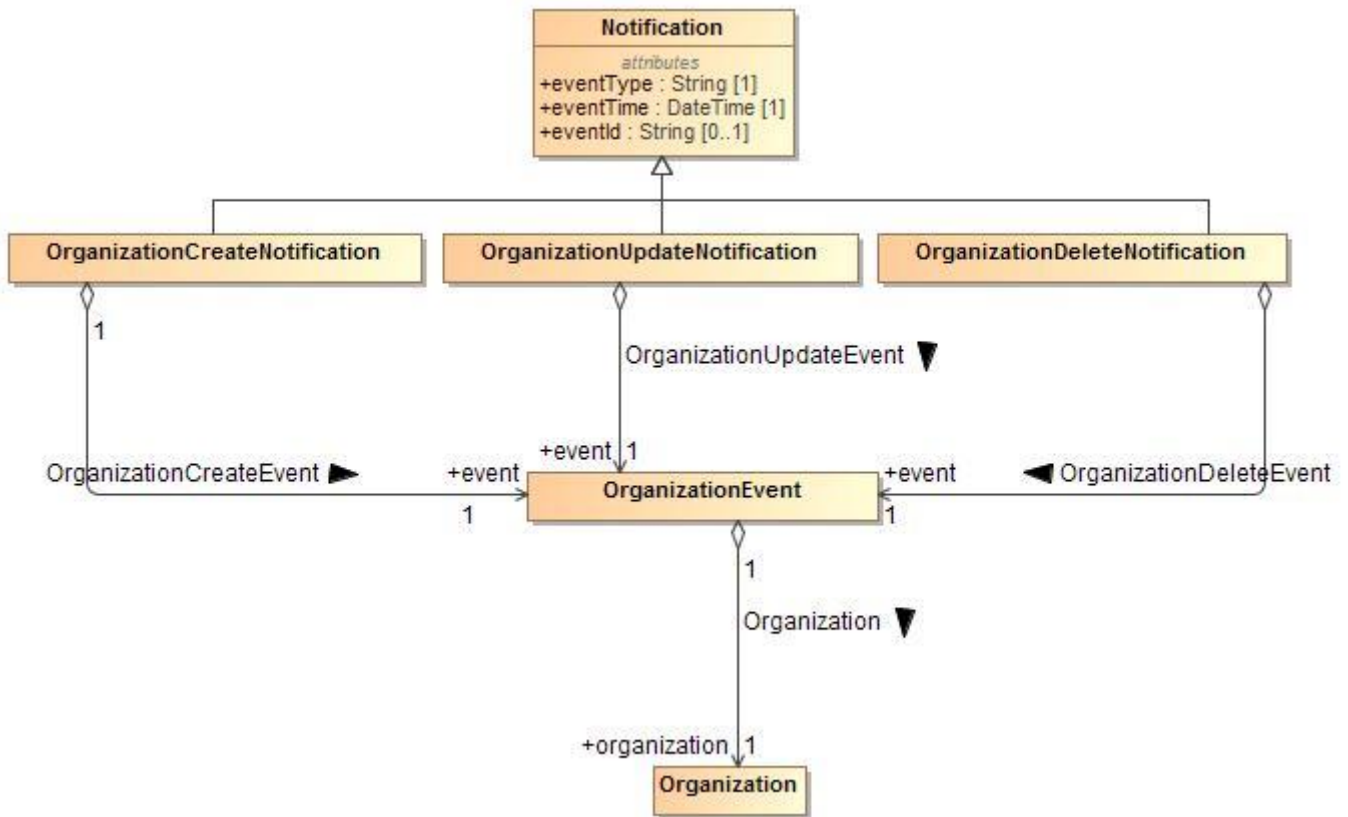 Notification
attributes
+eventType : String [1]
+eventTime : DateTime [1]
+eventId : String [0..1]
OrganizationCreateNotification
OrganizationUpdateNotification
OrganizationDeleteNotification
1
OrganizationUpdateEvent
+event 1
OrganizationCreateEvent
+event
1
+event
OrganizationDeleteEvent
1
OrganizationEvent
1
Organization
+organization 1
Organization